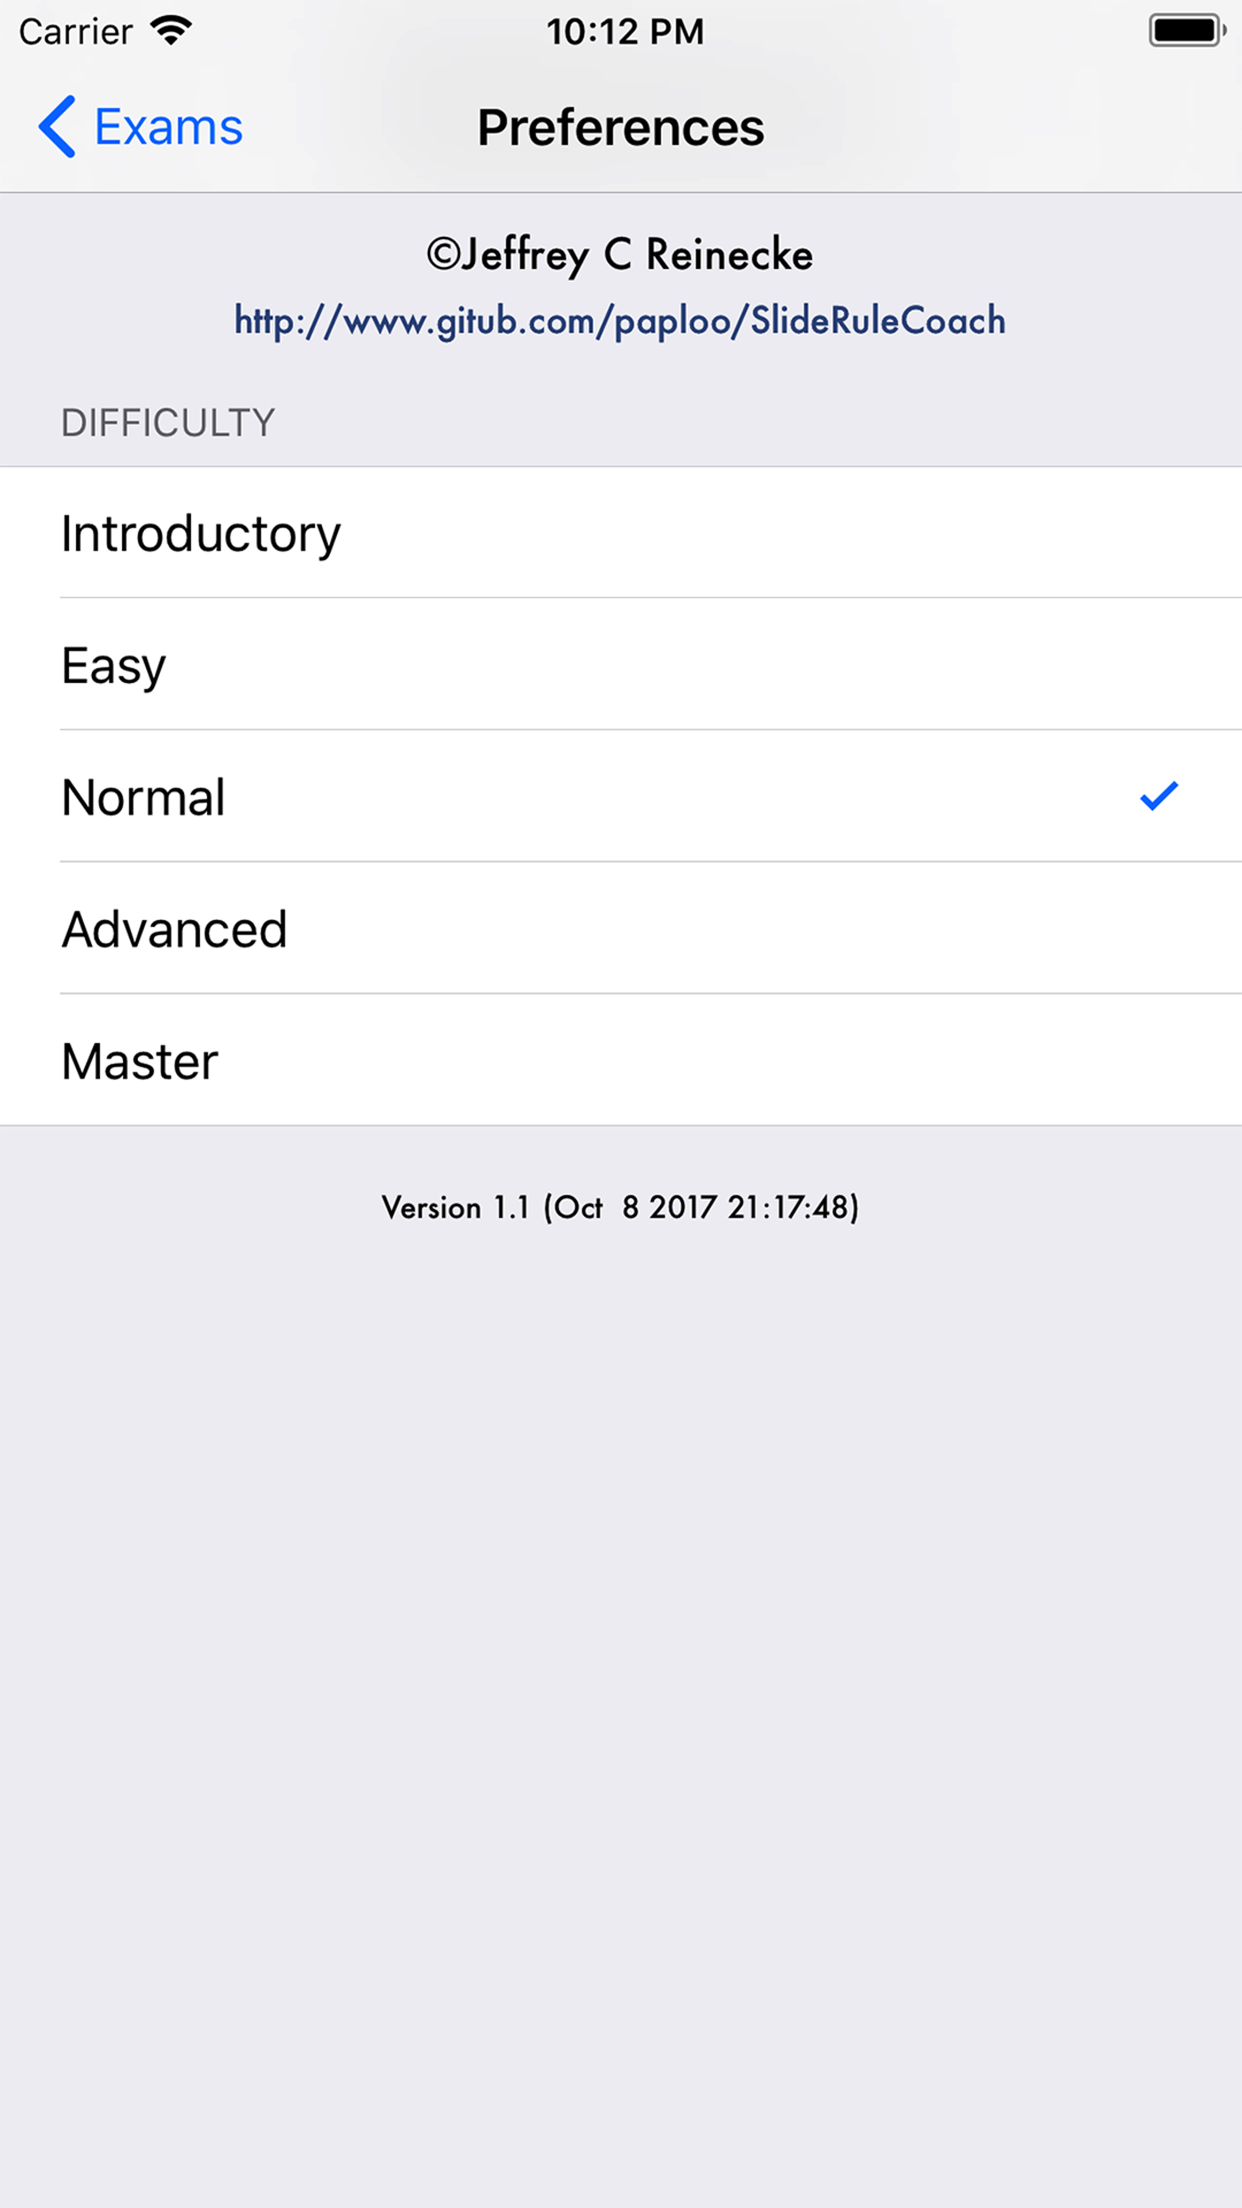 Carrier 10:12 PM
Exams Preferences
©Jeffrey C Reinecke
http://www.gitub.com/paploo/SlideRuleCoach
DIFFICULTY
Introductory
Easy
Normal
Advanced
Master
Version 1.1 (Oct  8 2017 21:17:48)